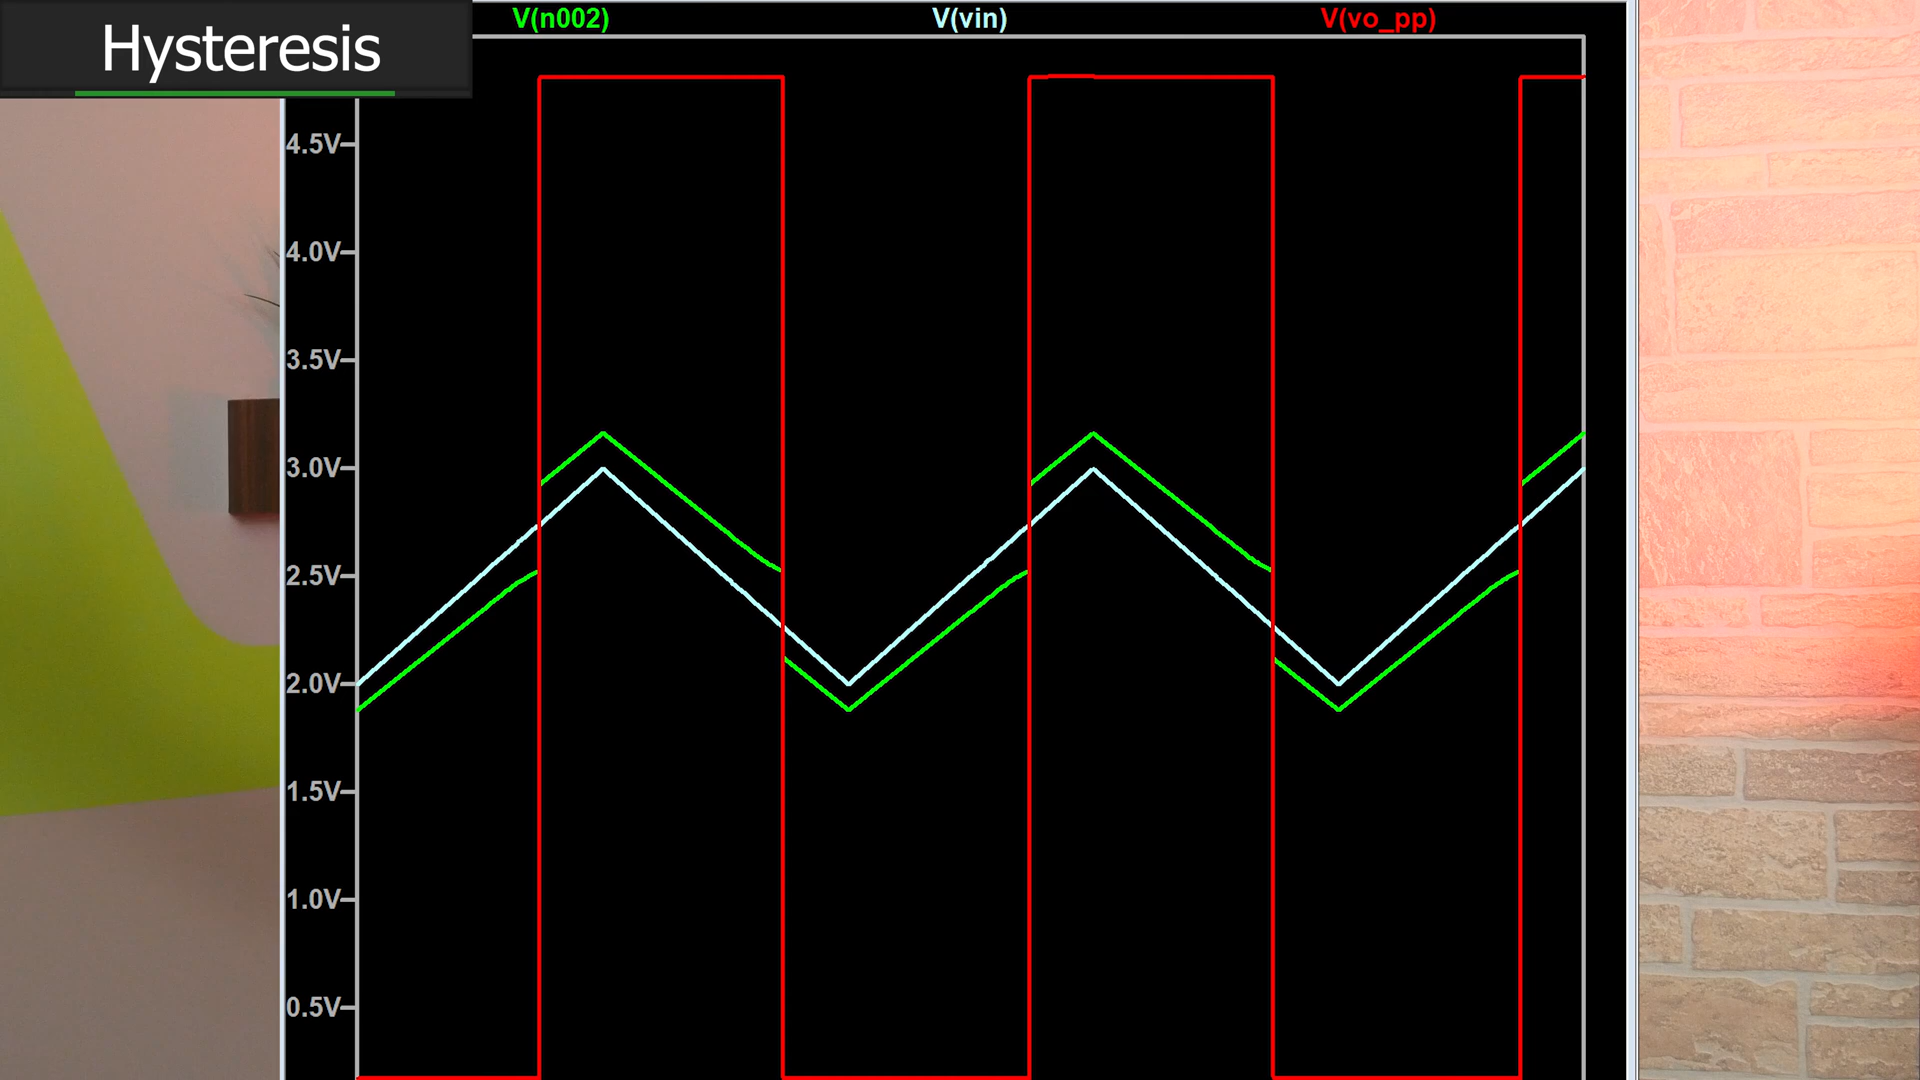 Hysteresis
V(n002) V(vin) V(vo_pp)
4.5V
4.0V
3.5V
3.0V
2.5V
2.0V
1.5V
1.0V
0.5V